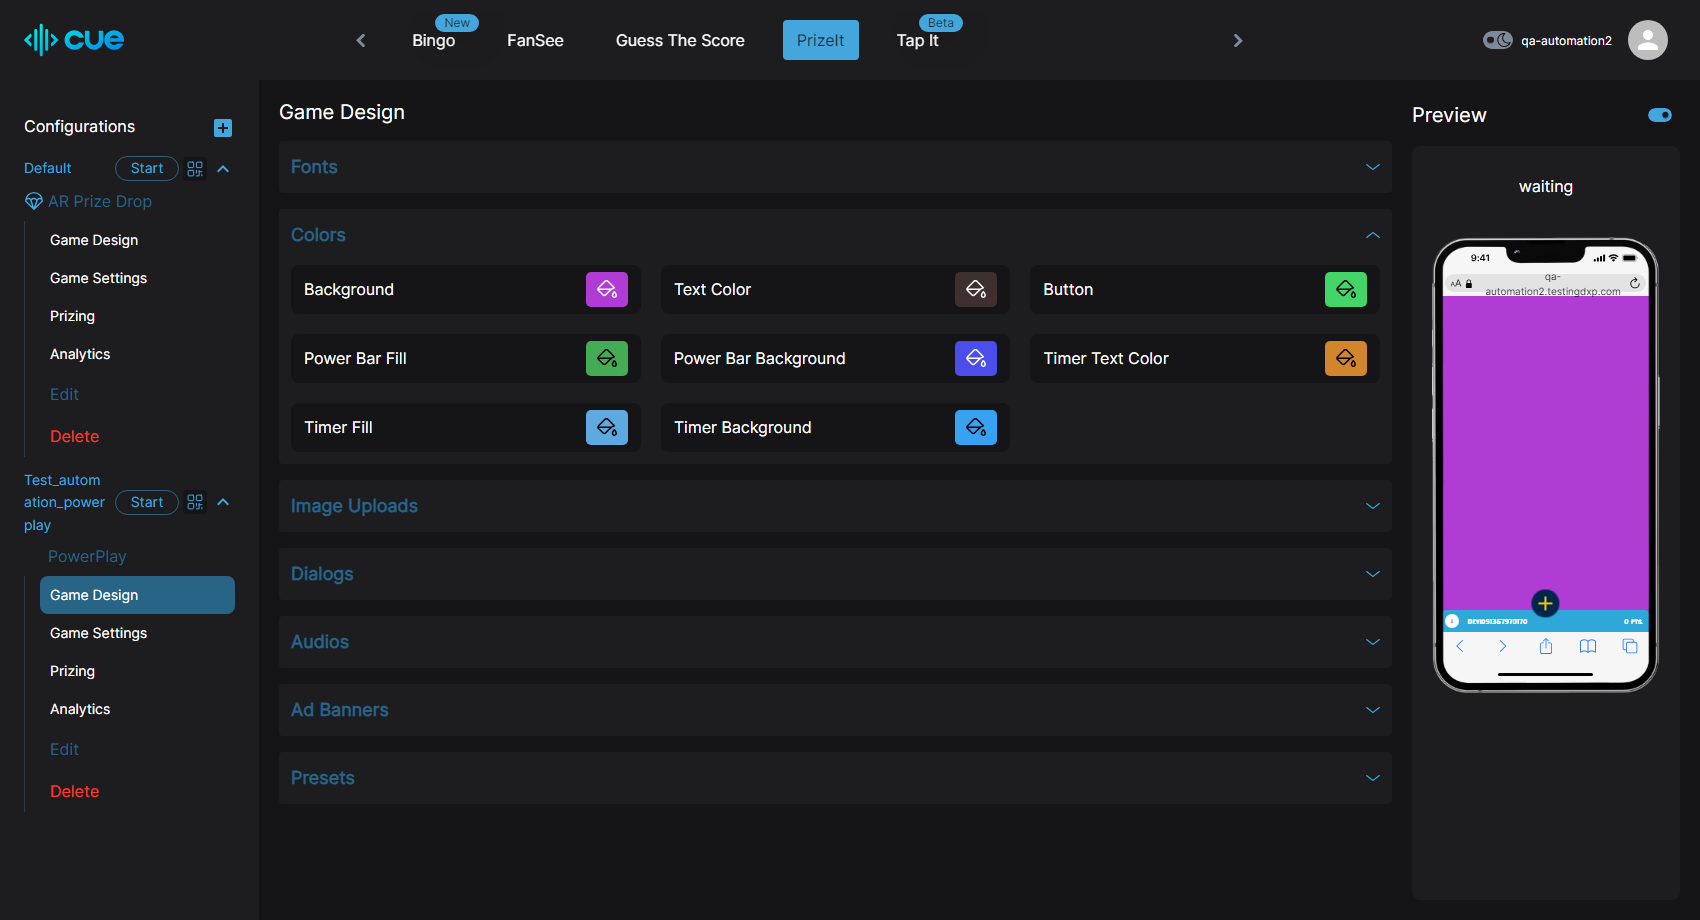 cue
Bingo
New
FanSee
Guess The Score
PrizeIt
Tap It
Beta
qa-automation2
Configurations
Default
Start
AR Prize Drop
Game Design
Game Settings
Prizing
Analytics
Edit
Delete
Test_autom
ation_power
play
Start
PowerPlay
Game Design
Game Settings
Prizing
Analytics
Edit
Delete
Game Design
Fonts
Colors
Background
Text Color
Button
Power Bar Fill
Power Bar Background
Timer Text Color
Timer Fill
Timer Background
Image Uploads
Dialogs
Audios
Ad Banners
Presets
Preview
waiting
9:41
AA
qa-
automation2.testingdxp.com
0 PTS.